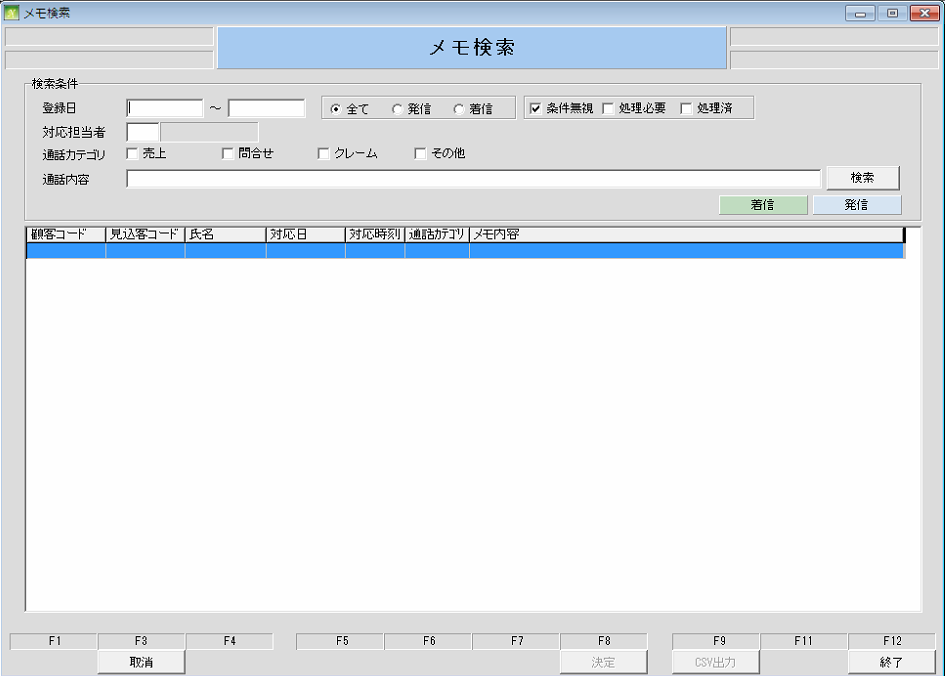 メモ検索
メモ検索
検索条件
登録日 ～ 全て 発信 着信 条件無視 処理必要 処理済
対応担当者
通話カテゴリ 売上 問合せ クレーム その他
通話内容 検索
着信 発信
顧客コード 見込客コード 氏名 対応日 対応時刻 通話ｶﾃｺﾞﾘ メモ内容
F1 F3 F4 F5 F6 F7 F8 F9 F11 F12
取消 決定 CSV出力 終了